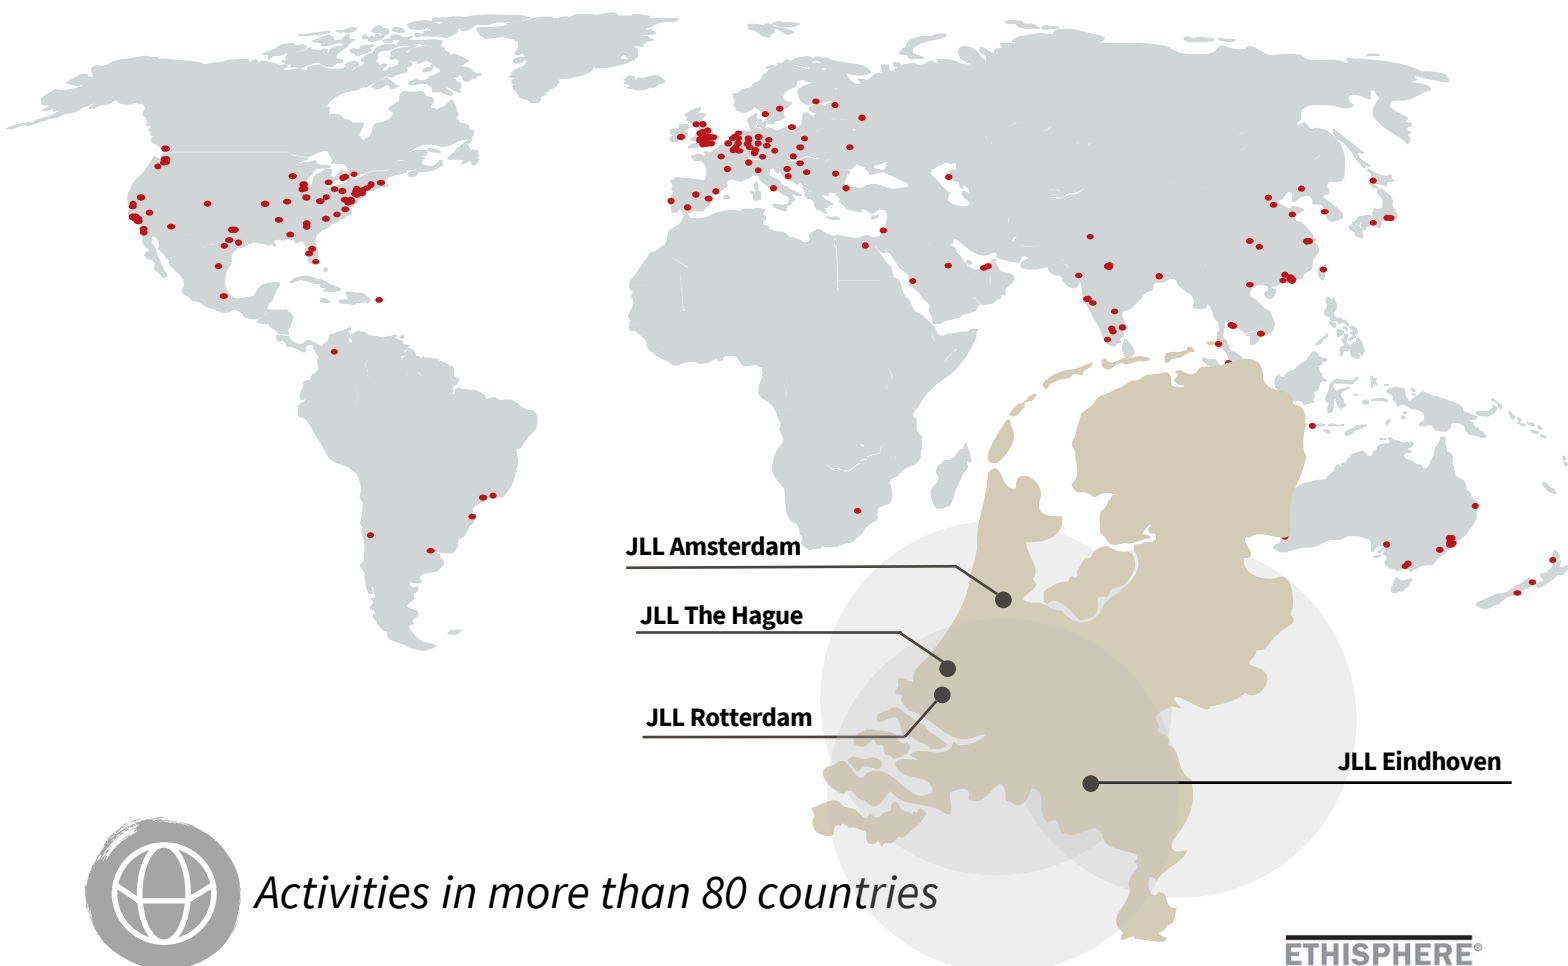 JLL Amsterdam
JLL The Hague
JLL Rotterdam
JLL Eindhoven
Activities in more than 80 countries
ETHISPHERE®